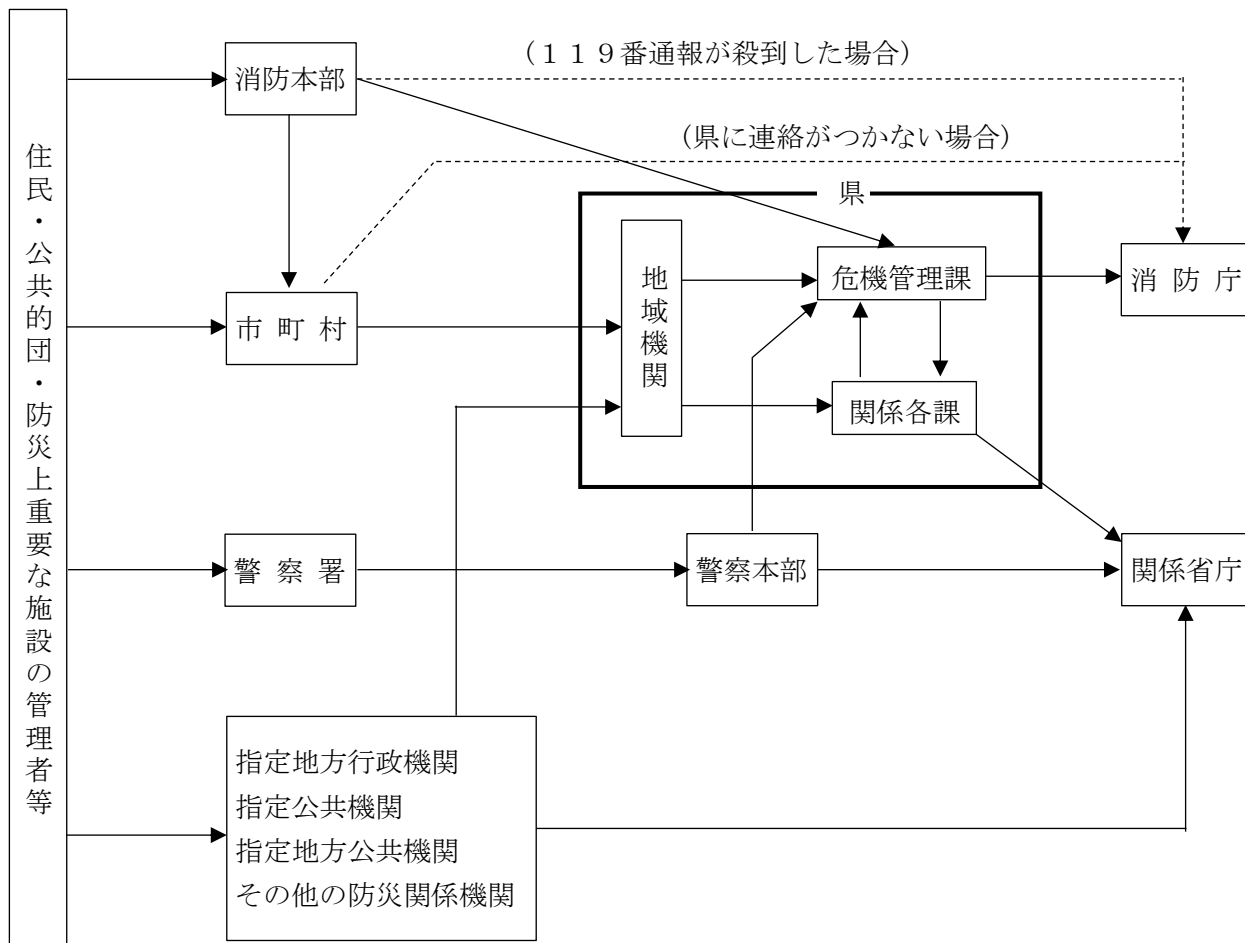 住民・公共的団・防災上重要な施設の管理者等
(119番通報が殺到した場合)
消防本部
(県に連絡がつかない場合)
県
地域機関
危機管理課
消防庁
市町村
関係各課
警察署
警察本部
関係省庁
指定地方行政機関
指定公共機関
指定地方公共機関
その他の防災関係機関